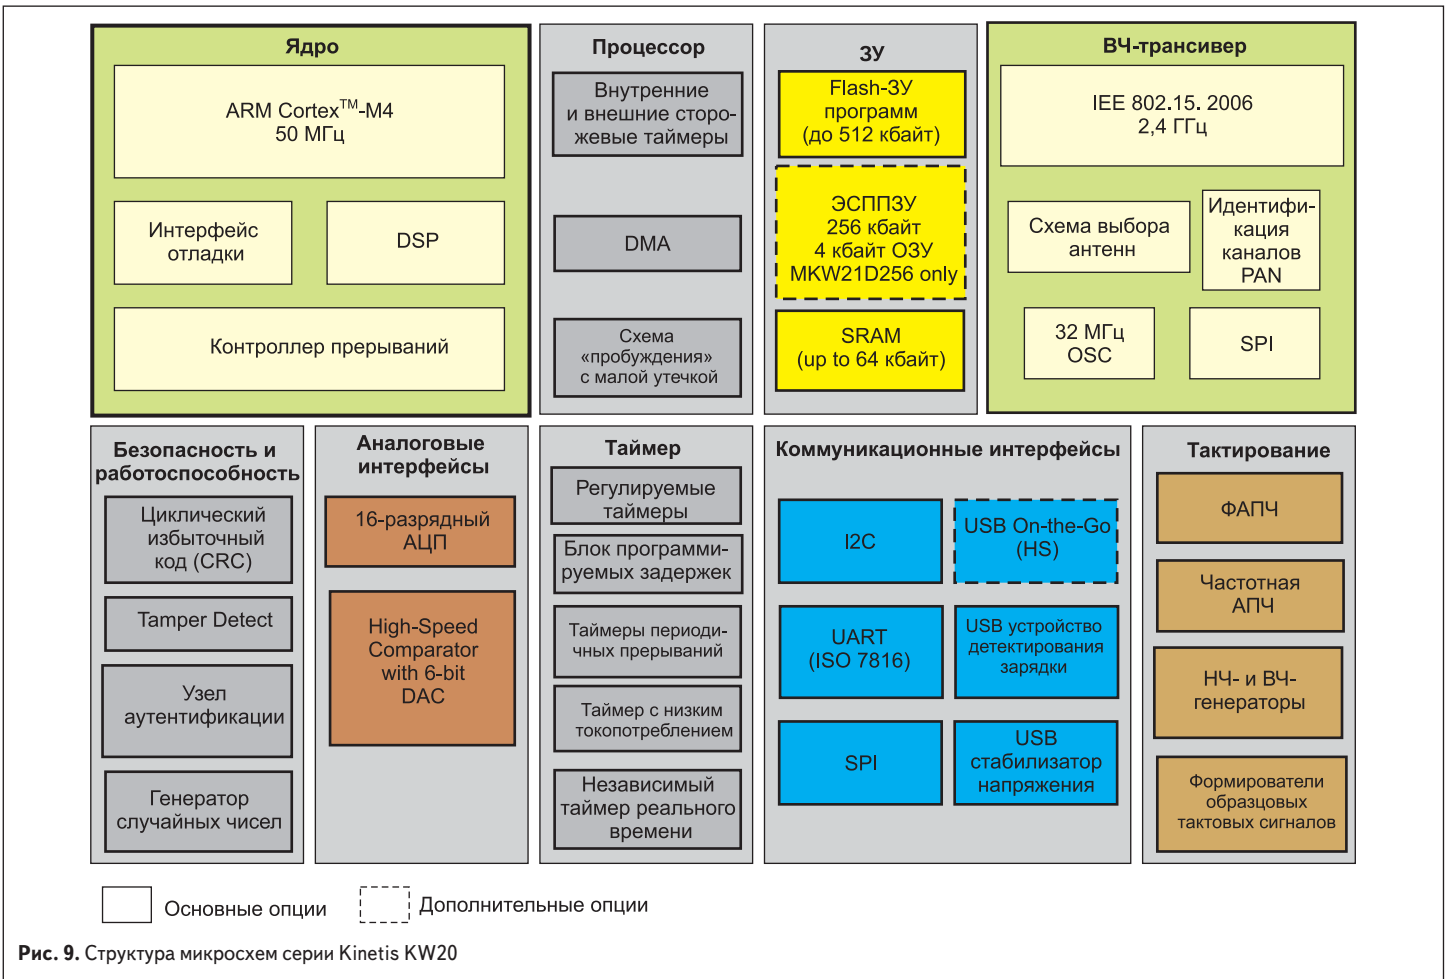 Ядро
ARM Cortex™-M4
50 МГц
Интерфейс
отладки
DSP
Контроллер прерываний
Процессор
Внутренние
и внешние сторо-
жевые таймеры
DMA
Схема
«пробуждения»
с малой утечкой
ЗУ
Flash-ЗУ
программ
(до 512 кбайт)
ЭСППЗУ
256 кбайт
4 кбайт ОЗУ
MKW21D256 only
SRAM
(up to 64 кбайт)
ВЧ-трансивер
IEE 802.15. 2006
2,4 ГГц
Схема выбора
антенн
Идентифи-
кация
каналов
PAN
32 МГц
OSC
SPI
Безопасность и
работоспособность
Циклический
избыточный
код (CRC)
Tamper Detect
Узел
аутентификации
Генератор
случайных чисел
Аналоговые
интерфейсы
16-разрядный
АЦП
High-Speed
Comparator
with 6-bit
DAC
Таймер
Регулируемые
таймеры
Блок программи-
руемых задержек
Таймеры периоди-
чных прерываний
Таймер с низким
токопотреблением
Независимый
таймер реального
времени
Коммуникационные интерфейсы
I2C
USB On-the-Go
(HS)
UART
(ISO 7816)
USB устройство
детектирования
зарядки
SPI
USB
стабилизатор
напряжения
Тактирование
ФАПЧ
Частотная
АПЧ
НЧ- и ВЧ-
генераторы
Формирователи
образцовых
тактовых сигналов
Основные опции
Дополнительные опции
Рис. 9. Структура микросхем серии Kinetis KW20